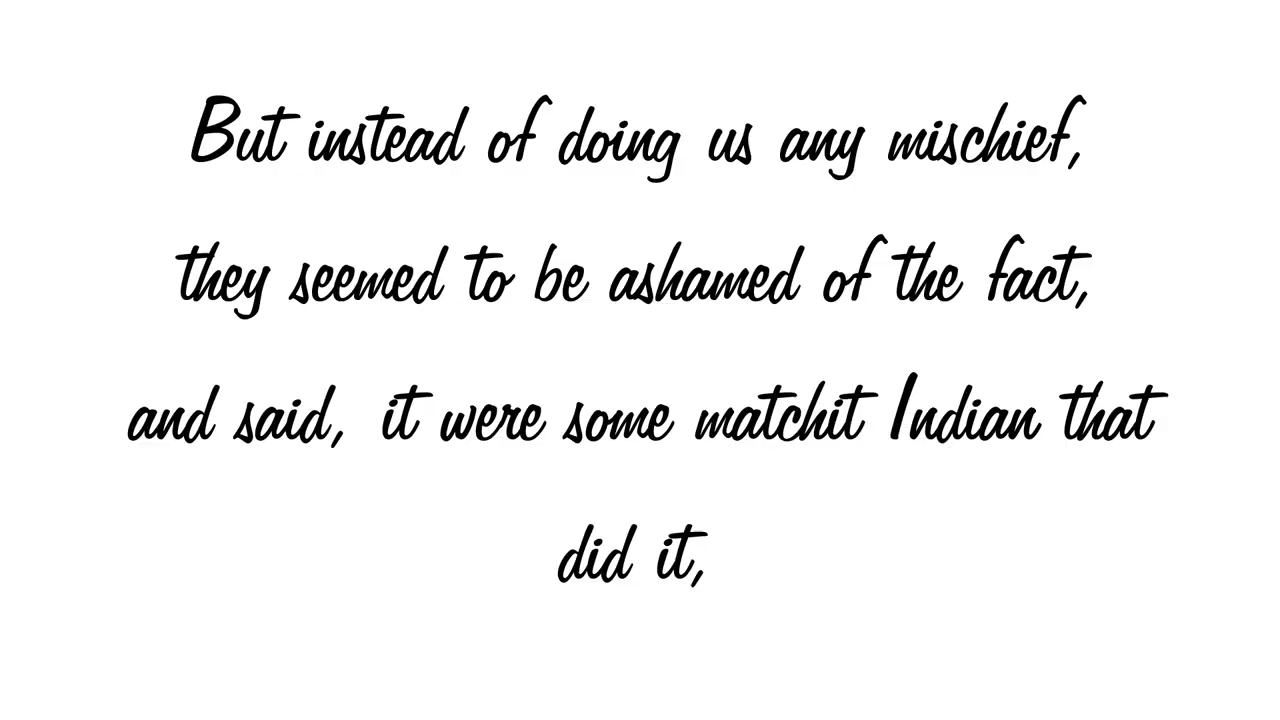 But instead of doing us any mischief,
they seemed to be ashamed of the fact,
and said, it were some matchit Indian that
did it,